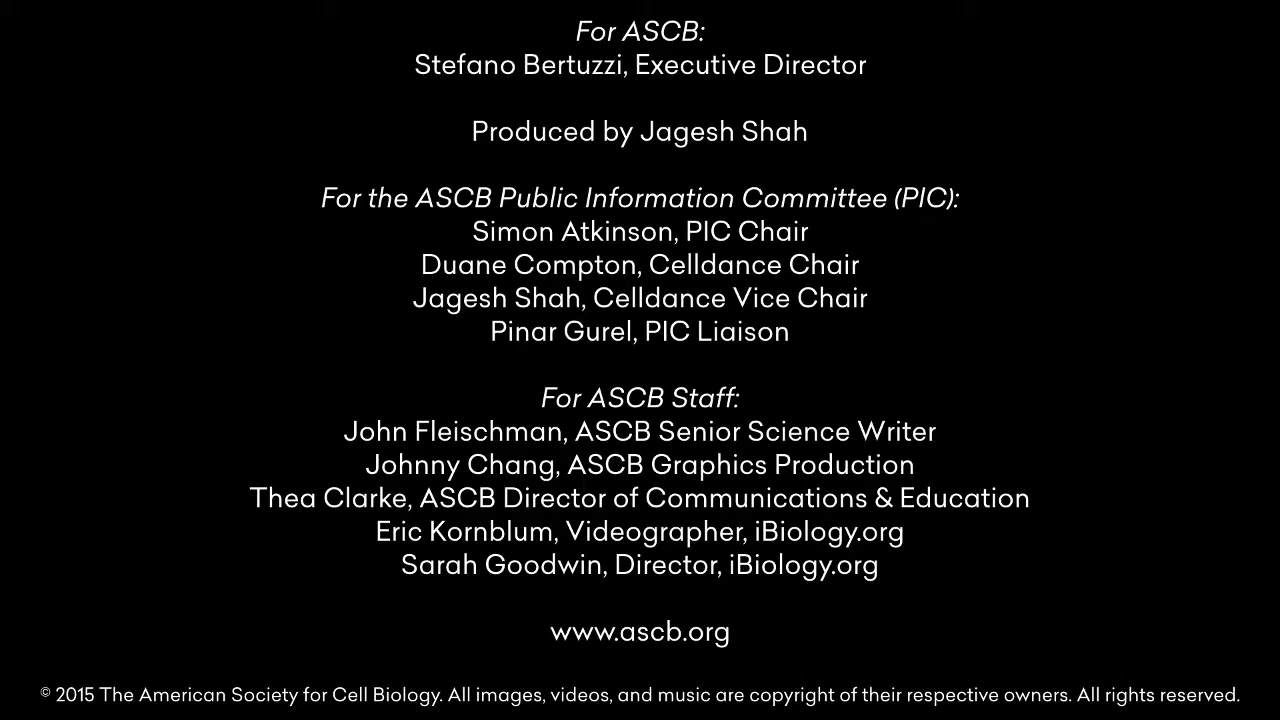 For ASCB:
Stefano Bertuzzi, Executive Director
Produced by Jagesh Shah
For the ASCB Public Information Committee (PIC):
Simon Atkinson, PIC Chair
Duane Compton, Celldance Chair
Jagesh Shah, Celldance Vice Chair
Pinar Gurel, PIC Liaison
For ASCB Staff:
John Fleischman, ASCB Senior Science Writer
Johnny Chang, ASCB Graphics Production
Thea Clarke, ASCB Director of Communications & Education
Eric Kornblum, Videographer, iBiology.org
Sarah Goodwin, Director, iBiology.org
www.ascb.org
© 2015 The American Society for Cell Biology. All images, videos, and music are copyright of their respective owners. All rights reserved.